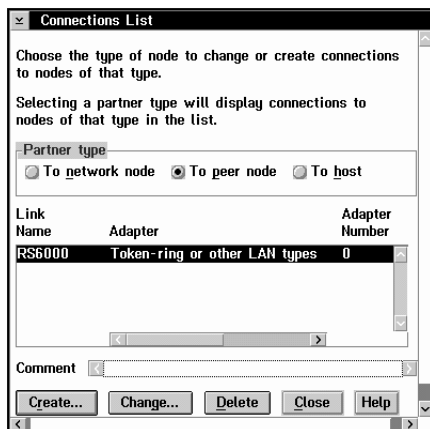 Connections List
Choose the type of node to change or create connections
to nodes of that type.
Selecting a partner type will display connections to
nodes of that type in the list.
Partner type
To network node To peer node To host
Link Name Adapter Adapter Number
RS6000 Token-ring or other LAN types 0
Comment
Create... Change... Delete Close Help